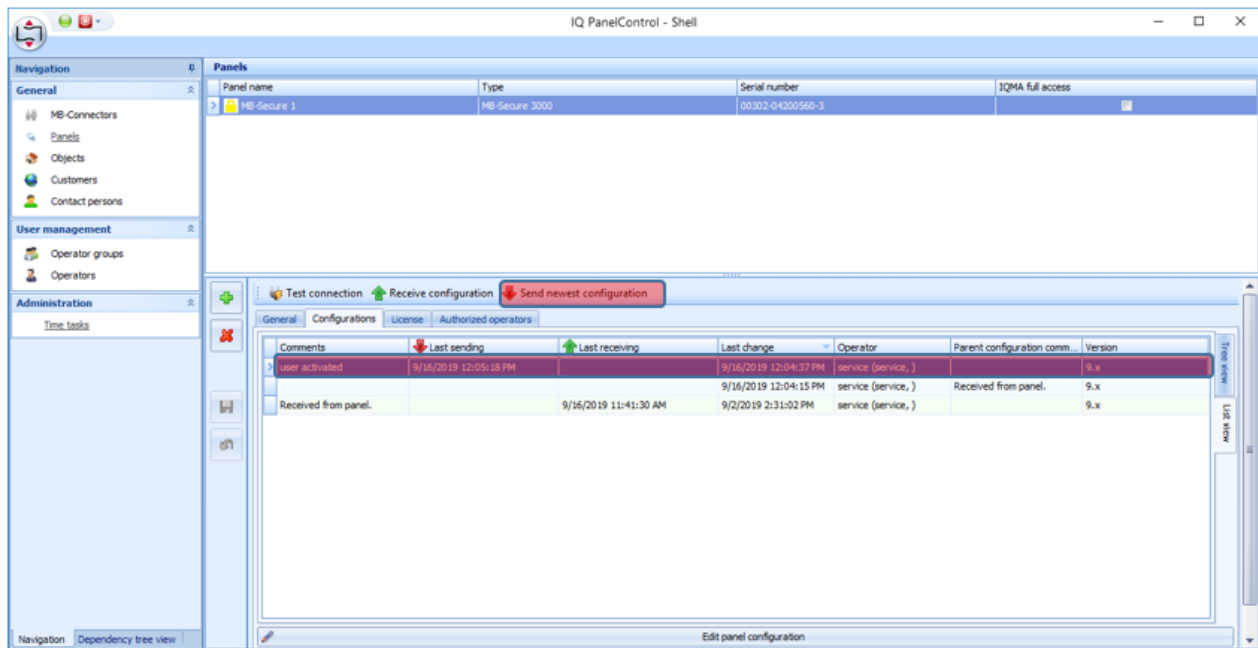 IQ PanelControl - Shell
Navigation
General
MB-Connectors
Panels
Objects
Customers
Contact persons
User management
Operator groups
Operators
Administration
Time tasks
Navigation Dependency tree view
Panels
Panel name Type Serial number IQMA full access
MB-Secure 1 MB-Secure 3000 00302-04200560-3
Test connection Receive configuration Send newest configuration
General Configurations License Authorized operators
Comments Last sending Last receiving Last change Operator Parent configuration comm... Version
user activated 9/16/2019 12:05:18 PM 9/16/2019 12:04:37 PM service (service, ) 9.x
9/16/2019 12:04:15 PM service (service, ) Received from panel. 9.x
Received from panel. 9/16/2019 11:41:30 AM 9/2/2019 2:31:02 PM service (service, ) 9.x
Tree view
List view
Edit panel configuration